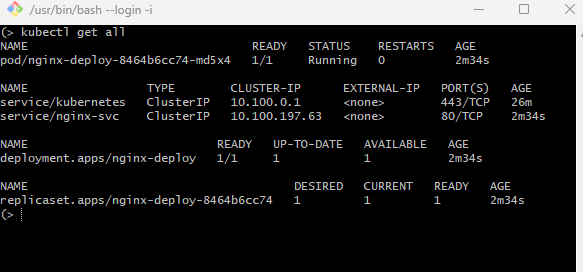 /usr/bin/bash --login -i
(> kubectl get all
NAME READY STATUS RESTARTS AGE
pod/nginx-deploy-8464b6cc74-md5x4 1/1 Running 0 2m34s
NAME TYPE CLUSTER-IP EXTERNAL-IP PORT(S) AGE
service/kubernetes ClusterIP 10.100.0.1 <none> 443/TCP 26m
service/nginx-svc ClusterIP 10.100.197.63 <none> 80/TCP 2m34s
NAME READY UP-TO-DATE AVAILABLE AGE
deployment.apps/nginx-deploy 1/1 1 1 2m34s
NAME DESIRED CURRENT READY AGE
replicaset.apps/nginx-deploy-8464b6cc74 1 1 1 2m34s
(>